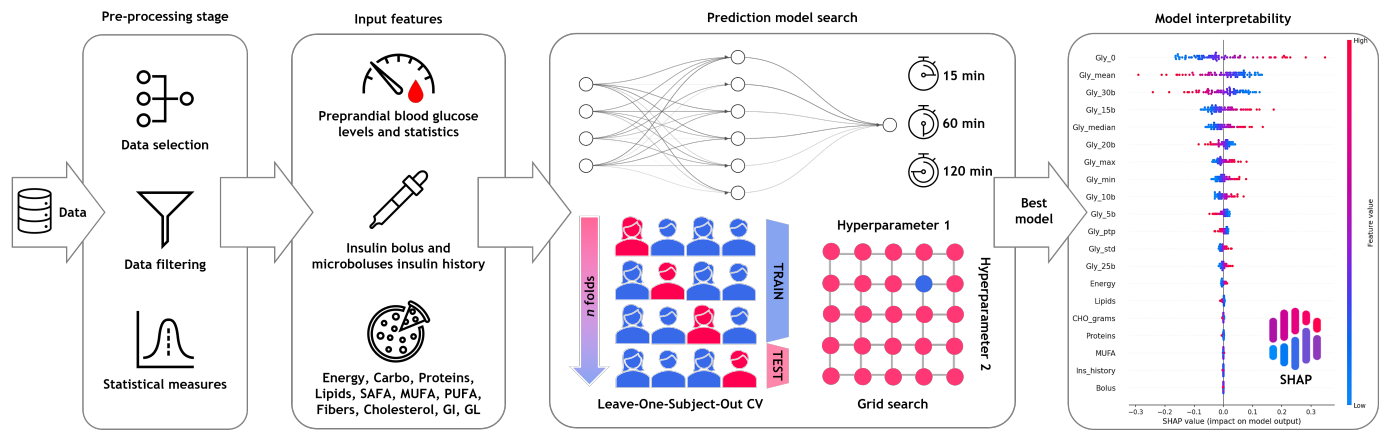 Pre-processing stage
Input features
Prediction model search
Model interpretability
Data
Data selection
Data filtering
Statistical measures
Preprandial blood glucose
levels and statistics
Insulin bolus and
microboluses insulin history
Energy, Carbo, Proteins,
Lipids, SAFA, MUFA, PUFA,
Fibers, Cholesterol, GI, GL
15 min
60 min
120 min
n folds
TRAIN
TEST
Leave-One-Subject-Out CV
Hyperparameter 1
Hyperparameter 2
Grid search
Best
model
High
Gly_0
Gly_mean
Gly_30b
Gly_15b
Gly_median
Gly_20b
Gly_max
Gly_min
Gly_10b
Gly_5b
Gly_ptp
Gly_std
Gly_25b
Energy
Lipids
CHO_grams
Proteins
MUFA
Ins_history
Bolus
Feature value
Low
SHAP
−0.3 −0.2 −0.1 0.0 0.1 0.2 0.3
SHAP value (impact on model output)